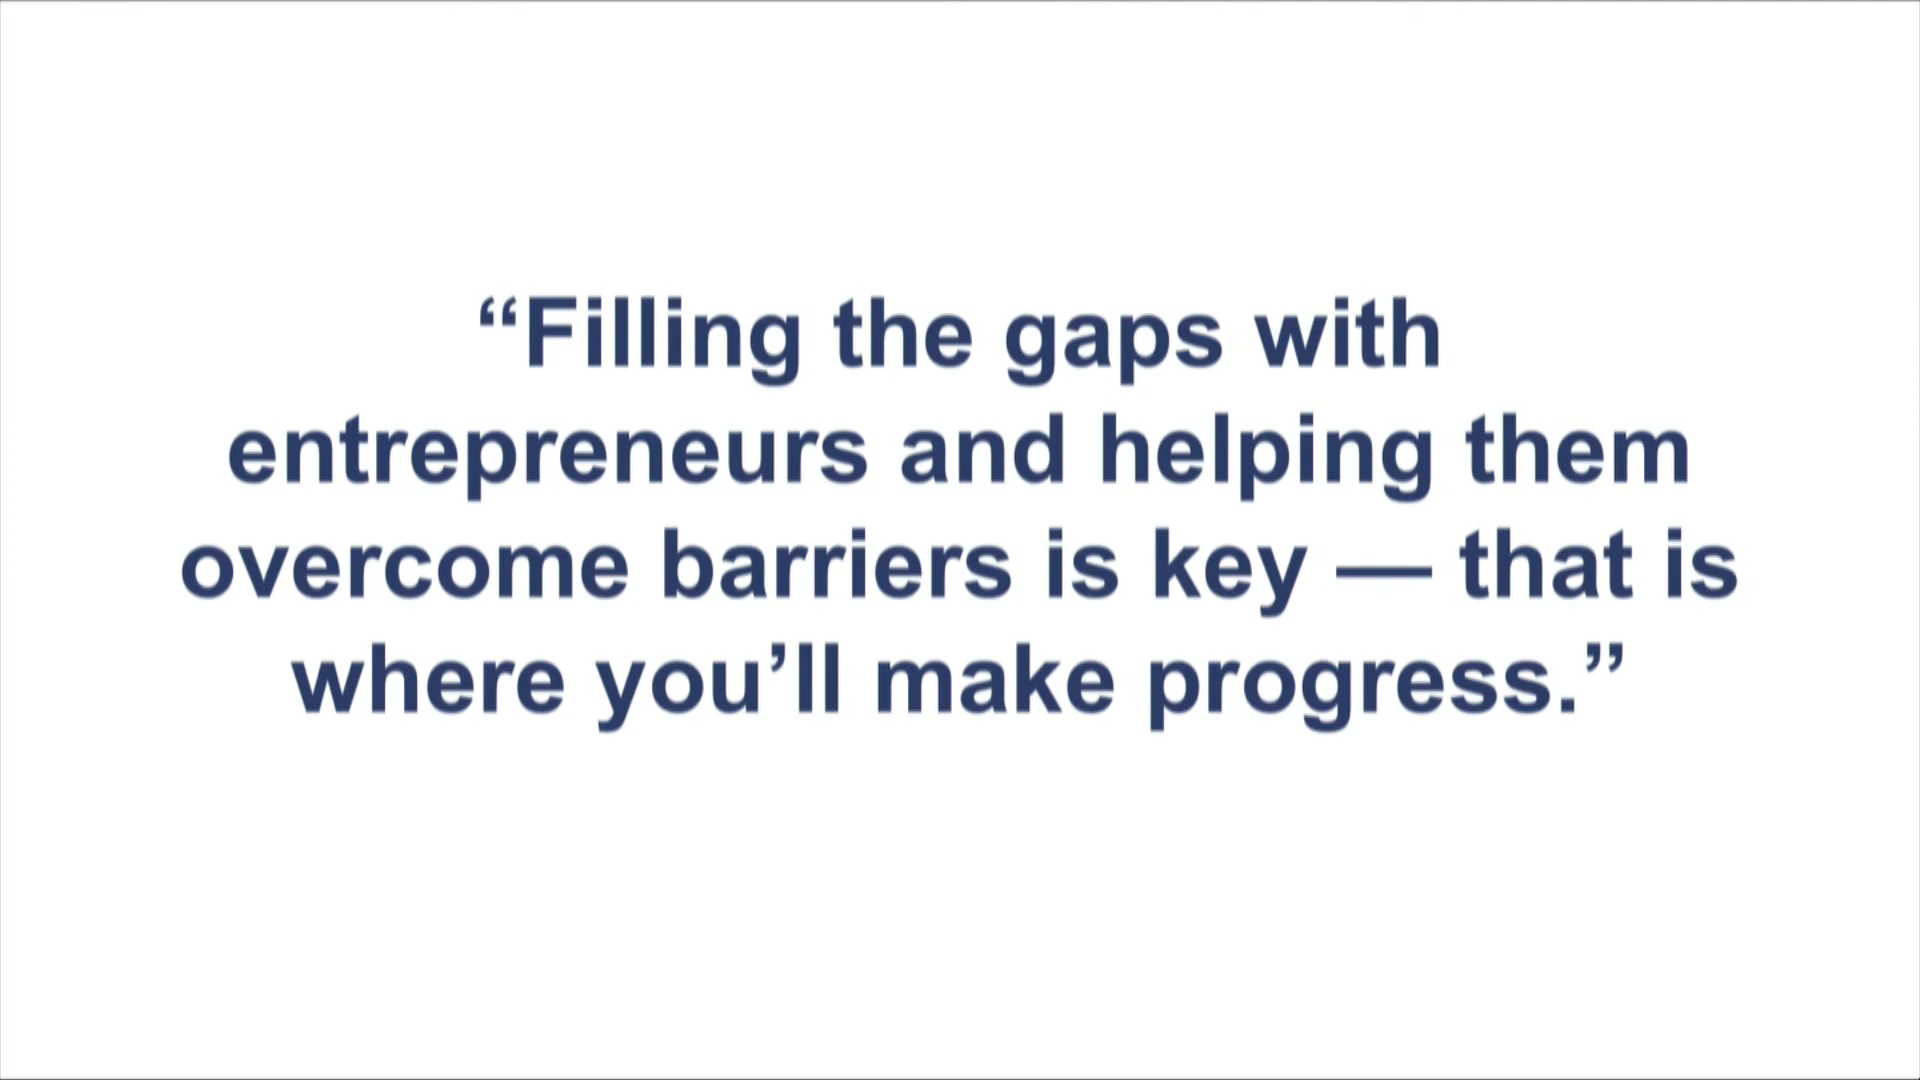 “Filling the gaps with
entrepreneurs and helping them
overcome barriers is key — that is
where you’ll make progress.”